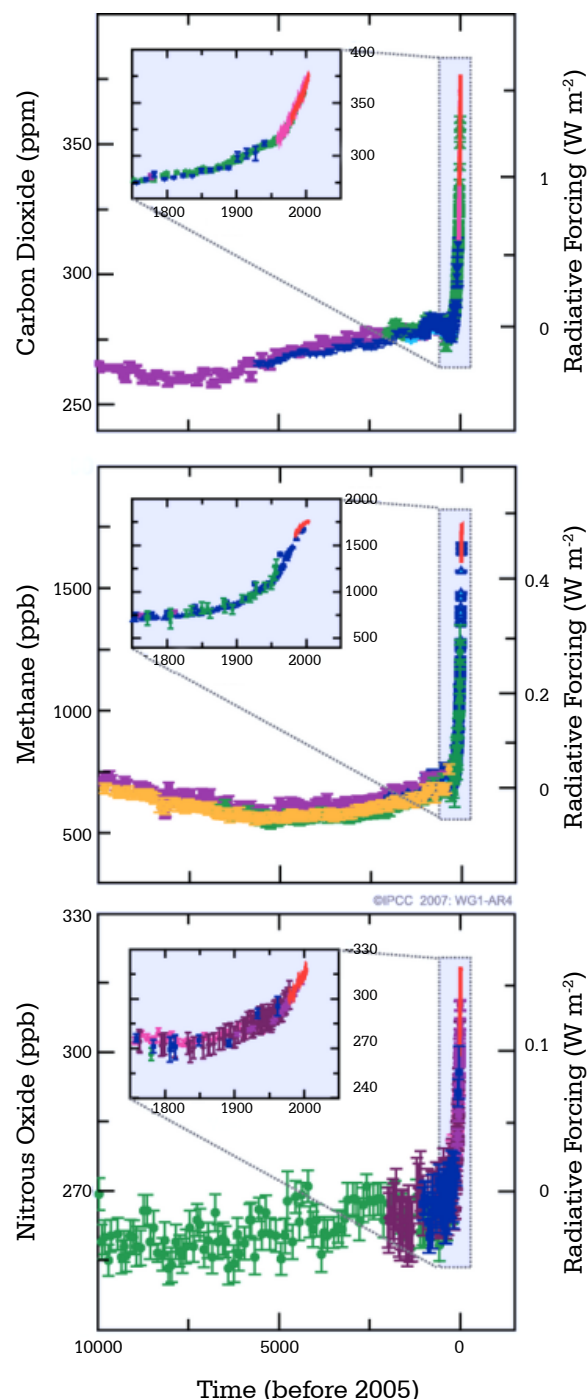 Carbon Dioxide (ppm)
350
300
250
400
350
300
1800 1900 2000
1
0
Radiative Forcing (W m-2)
Methane (ppb)
1500
1000
500
2000
1500
1000
500
1800 1900 2000
0.4
0.2
0
Radiative Forcing (W m-2)
©IPCC 2007: WG1-AR4
Nitrous Oxide (ppb)
330
300
270
330
300
270
240
1800 1900 2000
0.1
0
Radiative Forcing (W m-2)
10000 5000 0
Time (before 2005)